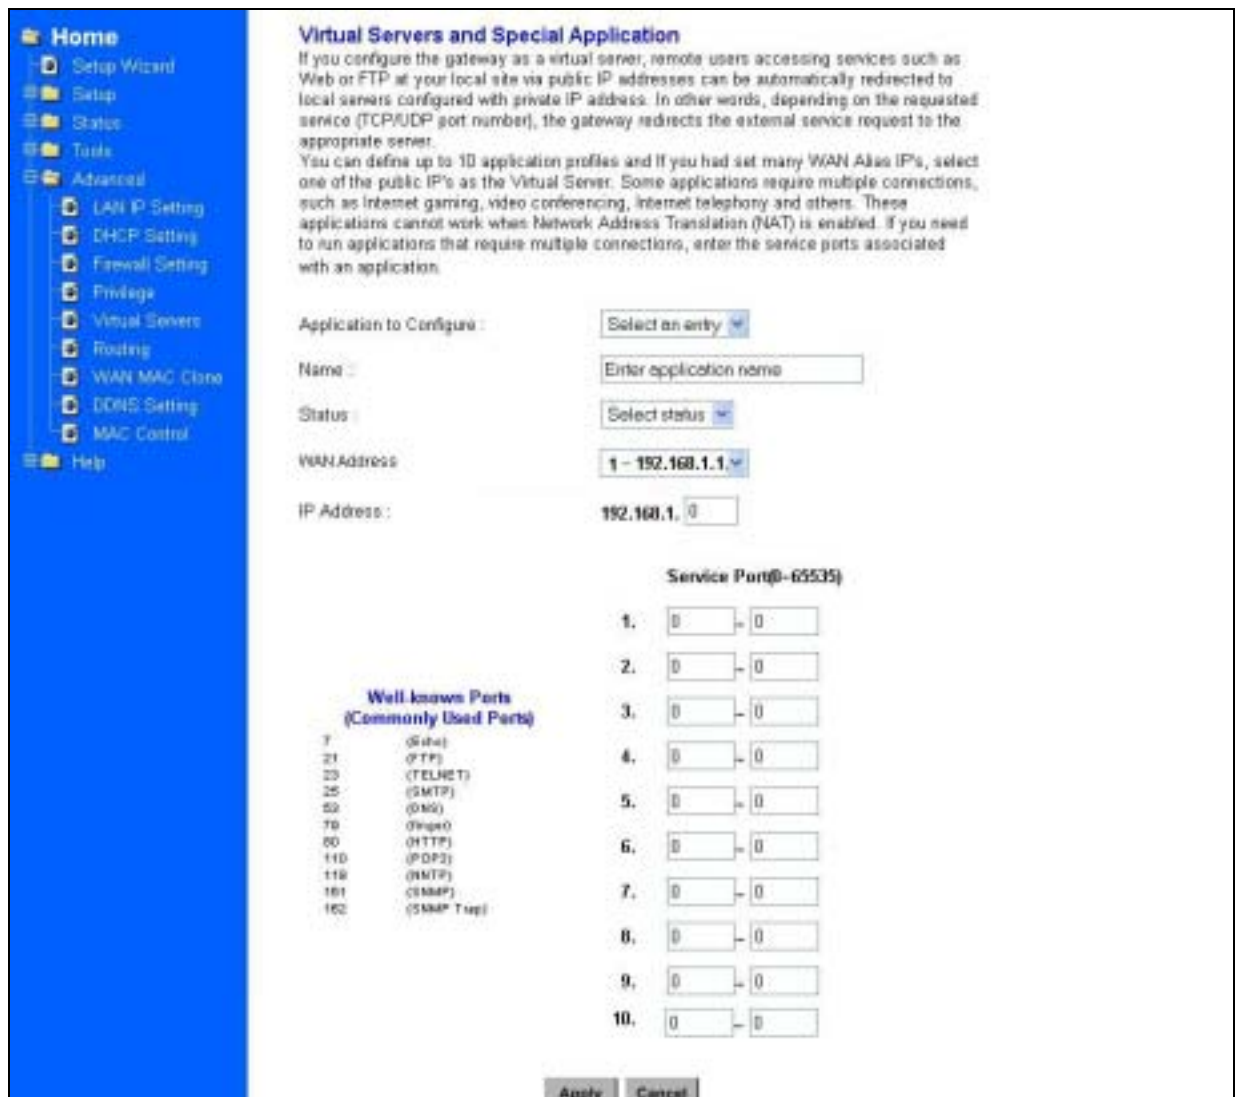 Home
Setup Wizard
Setup
Status
Tools
Advanced
LAN IP Setting
DHCP Setting
Firewall Setting
Privilege
Virtual Servers
Routing
WAN MAC Clone
DDNS Setting
MAC Control
Help
Virtual Servers and Special Application
If you configure the gateway as a virtual server, remote users accessing services such as
Web or FTP at your local site via public IP addresses can be automatically redirected to
local servers configured with private IP address. In other words, depending on the requested
service (TCP/UDP port number), the gateway redirects the external service request to the
appropriate server.
You can define up to 10 application profiles and If you had set many WAN Alias IP's, select
one of the public IP's as the Virtual Server. Some applications require multiple connections,
such as Internet gaming, video conferencing, Internet telephony and others. These
applications cannot work when Network Address Translation (NAT) is enabled. If you need
to run applications that require multiple connections, enter the service ports associated
with an application.
Application to Configure : Select an entry
Name : Enter application name
Status : Select status
WAN Address 1 - 192.168.1.1.
IP Address : 192.168.1. 0
Service Port(0~65535)
1. 0 ~ 0
2. 0 ~ 0
3. 0 ~ 0
4. 0 ~ 0
5. 0 ~ 0
6. 0 ~ 0
7. 0 ~ 0
8. 0 ~ 0
9. 0 ~ 0
10. 0 ~ 0
Well-known Ports
(Commonly Used Ports)
7 (Echo)
21 (FTP)
23 (TELNET)
25 (SMTP)
53 (DNS)
79 (finger)
80 (HTTP)
110 (POP3)
119 (NNTP)
161 (SNMP)
162 (SNMP Trap)
Apply Cancel